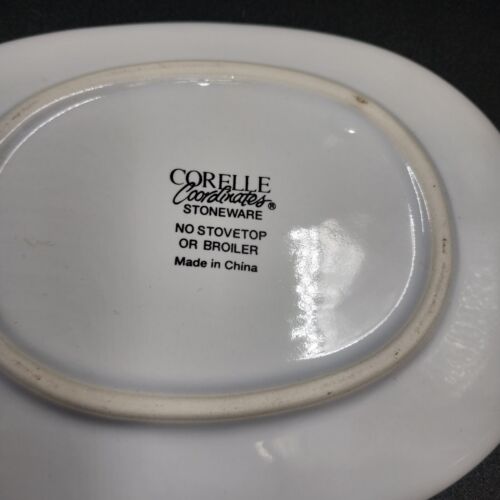 CORELLE
Coordinates®
STONEWARE
NO STOVETOP
OR BROILER
Made in China